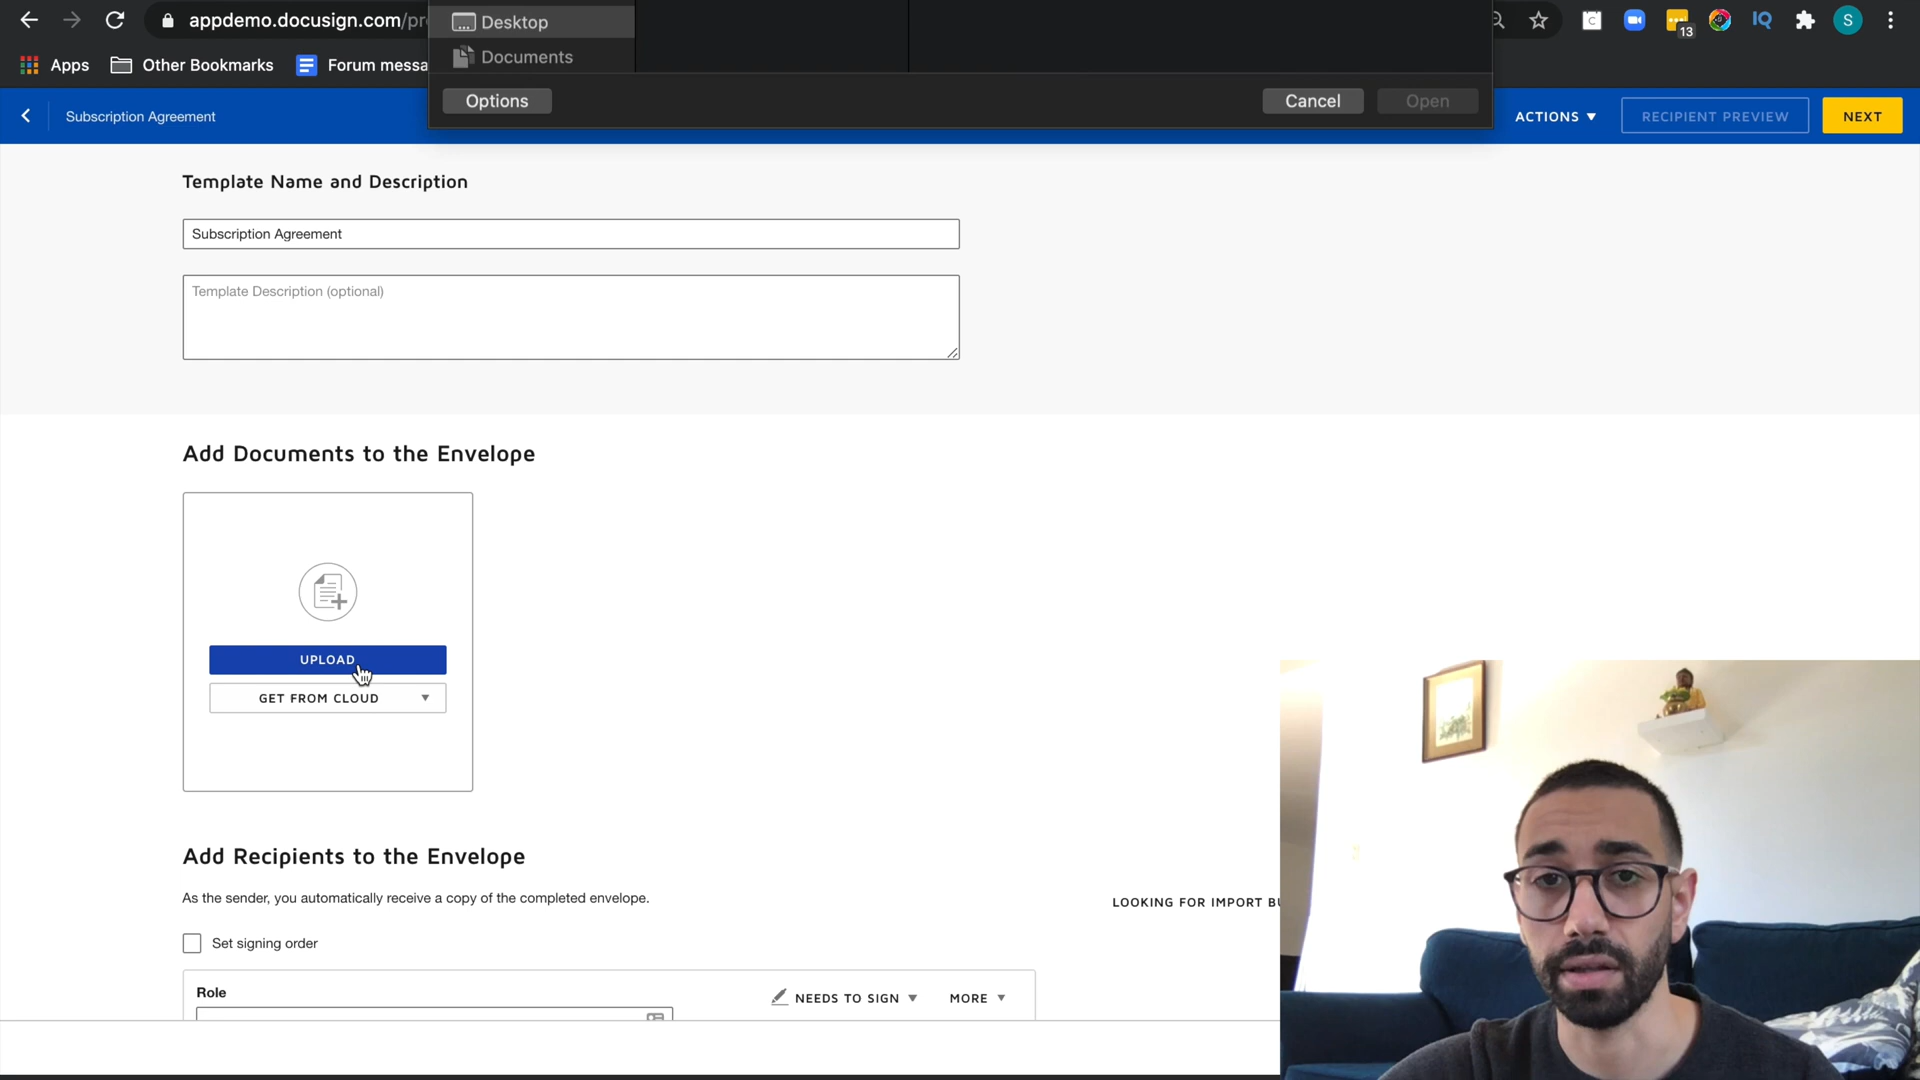 appdemo.docusign.com/pr
Desktop
Documents
13
IQ
S
Apps
Other Bookmarks
Forum messa
Options
Cancel
Open
Subscription Agreement
ACTIONS
RECIPIENT PREVIEW
NEXT
Template Name and Description
Subscription Agreement
Template Description (optional)
Add Documents to the Envelope
UPLOAD
GET FROM CLOUD
Add Recipients to the Envelope
As the sender, you automatically receive a copy of the completed envelope.
LOOKING FOR IMPORT BU
Set signing order
Role
NEEDS TO SIGN
MORE